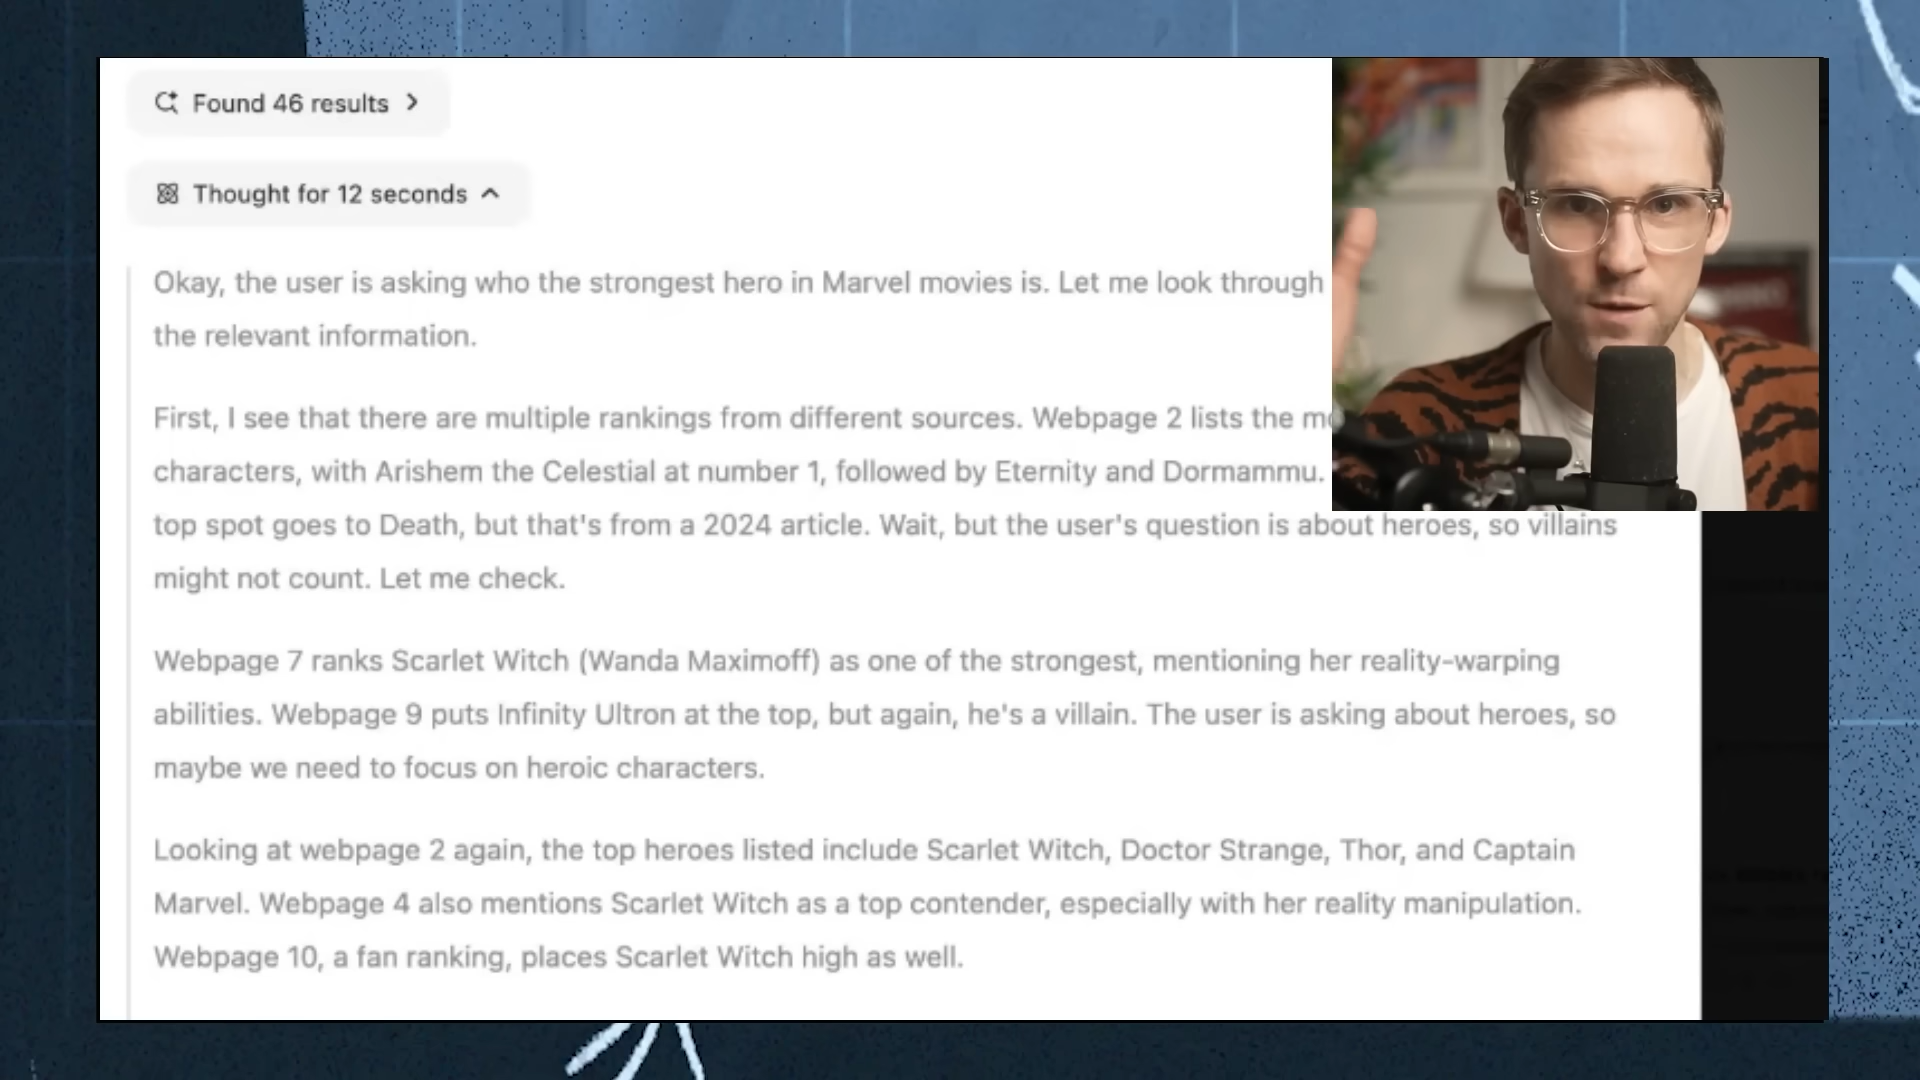 Found 46 results
Thought for 12 seconds
Okay, the user is asking who the strongest hero in Marvel movies is. Let me look through
the relevant information.
First, I see that there are multiple rankings from different sources. Webpage 2 lists the
characters, with Arishem the Celestial at number 1, followed by Eternity and Dormammu.
top spot goes to Death, but that's from a 2024 article. Wait, but the user's question is about heroes, so villains
might not count. Let me check.
Webpage 7 ranks Scarlet Witch (Wanda Maximoff) as one of the strongest, mentioning her reality-warping
abilities. Webpage 9 puts Infinity Ultron at the top, but again, he's a villain. The user is asking about heroes, so
maybe we need to focus on heroic characters.
Looking at webpage 2 again, the top heroes listed include Scarlet Witch, Doctor Strange, Thor, and Captain
Marvel. Webpage 4 also mentions Scarlet Witch as a top contender, especially with her reality manipulation.
Webpage 10, a fan ranking, places Scarlet Witch high as well.